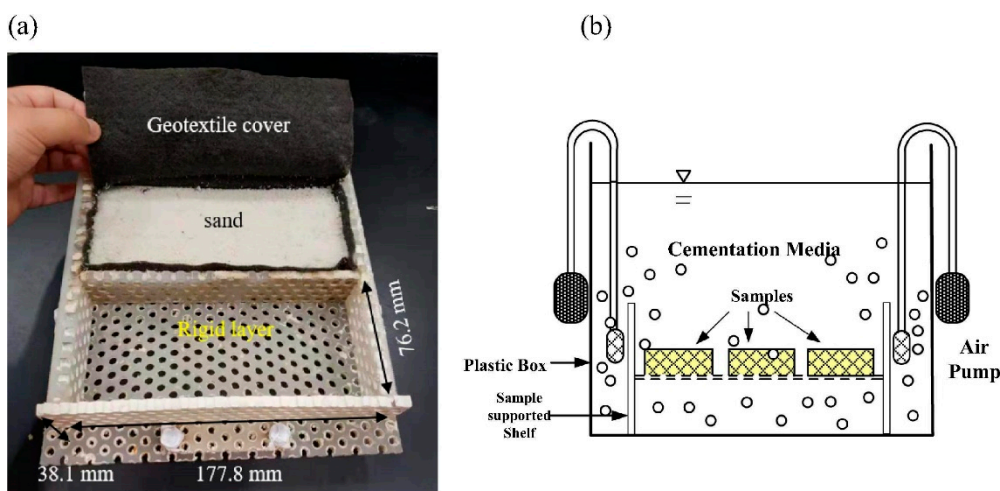 (a)
Geotextile cover
sand
Rigid layer
76.2 mm
38.1 mm
177.8 mm
(b)
Cementation Media
Samples
Plastic Box
Sample
supported
Shelf
Air
Pump